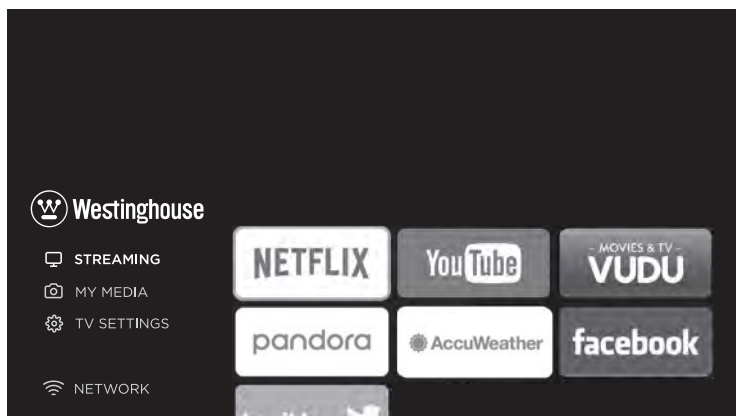 Westinghouse
STREAMING
MY MEDIA
TV SETTINGS
NETWORK
NETFLIX
YouTube
- MOVIES & TV -
VUDU
pandora
AccuWeather
facebook